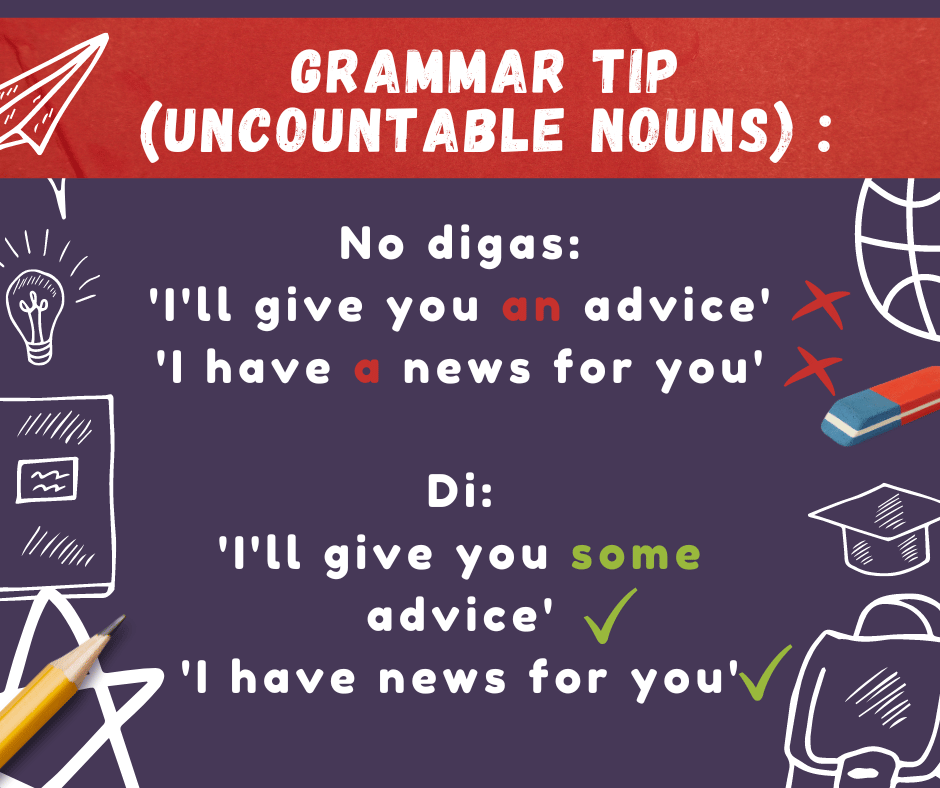 GRAMMAR TIP
(UNCOUNTABLE NOUNS) :
No digas:
'I'll give you an advice'
'I have a news for you'
Di:
'I'll give you some
advice'
'I have news for you'